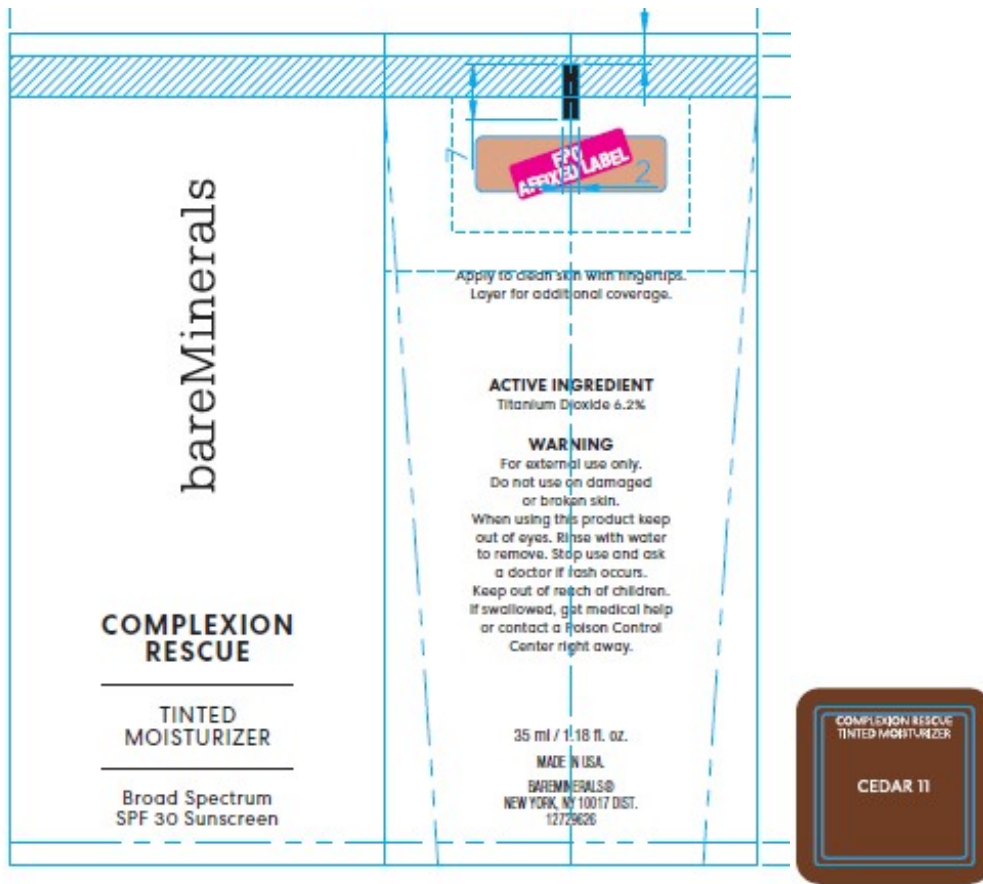 bareMinerals
COMPLEXION
RESCUE
TINTED
MOISTURIZER
Broad Spectrum
SPF 30 Sunscreen
7
FPO
AFFIXED LABEL
2
Apply to clean skin with fingertips.
Layer for additional coverage.
ACTIVE INGREDIENT
Titanium Dioxide 6.2%
WARNING
For external use only.
Do not use on damaged
or broken skin.
When using this product keep
out of eyes. Rinse with water
to remove. Stop use and ask
a doctor if rash occurs.
Keep out of reach of children.
If swallowed, get medical help
or contact a Poison Control
Center right away.
35 ml / 1.18 fl. oz.
MADE IN USA.
BAREMINERALS®
NEW YORK, NY 10017 DIST.
12729626
COMPLEXION RESCUE
TINTED MOISTURIZER
CEDAR 11